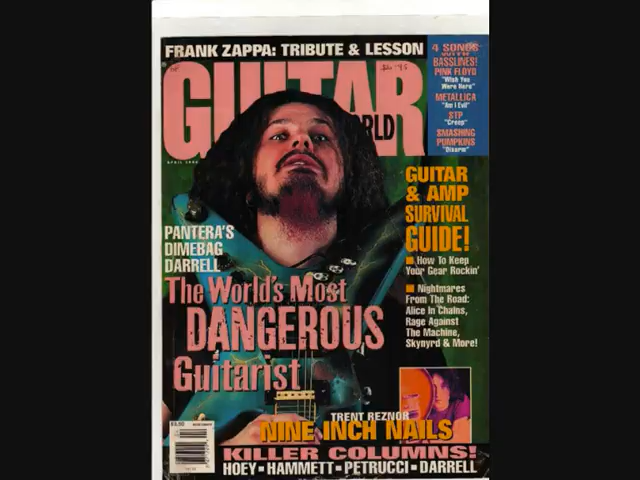 FRANK ZAPPA: TRIBUTE & LESSON
GUITAR
WORLD
4 SONGS
WITH
BASSLINES!
PINK FLOYD
"Wish You
Were Here"
METALLICA
"Am I Evil"
STP
"Creep"
SMASHING
PUMPKINS
"Disarm"
GUITAR
& AMP
SURVIVAL
GUIDE!
How To Keep
Your Gear Rockin'
Nightmares
From The Road:
Alice In Chains,
Rage Against
The Machine,
Skynyrd & More!
PANTERA'S
DIMEBAG
DARRELL
The World's Most
DANGEROUS
Guitarist
TRENT REZNOR
NINE INCH NAILS
KILLER COLUMNS!
HOEY ▪ HAMMETT ▪ PETRUCCI ▪ DARRELL